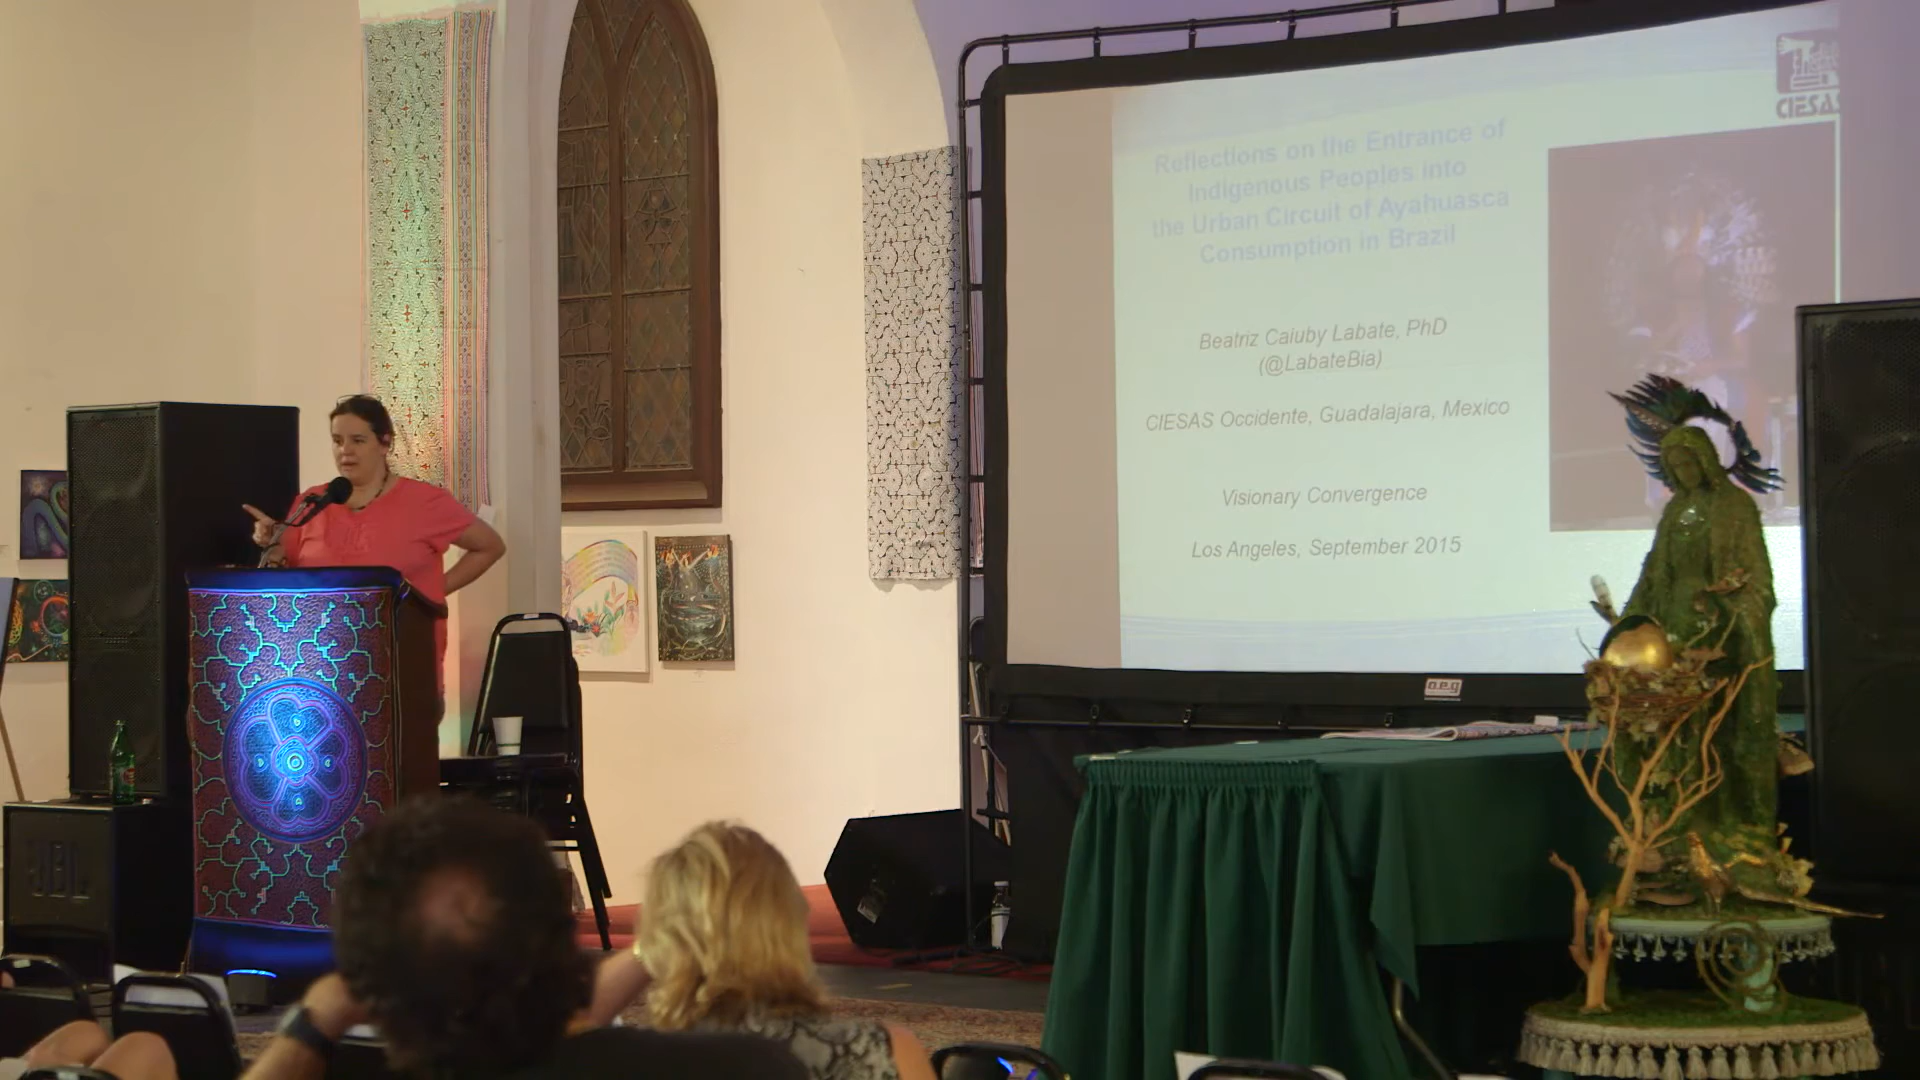 CIESAS
Reflections on the Entrance of
Indigenous Peoples into
the Urban Circuit of Ayahuasca
Consumption in Brazil
Beatriz Caiuby Labate, PhD
(@LabateBia)
CIESAS Occidente, Guadalajara, Mexico
Visionary Convergence
Los Angeles, September 2015
a.e.g
JBL